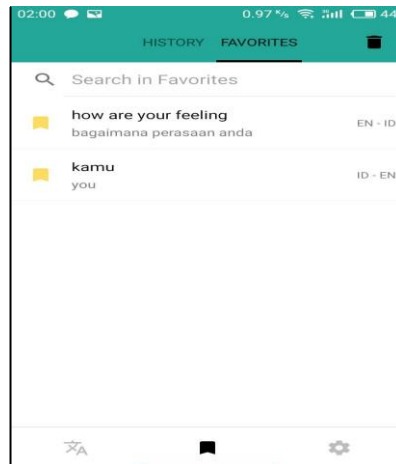 02:00 0.97 K/s 44
HISTORY FAVORITES
Search in Favorites
how are your feeling
bagaimana perasaan anda
EN - ID
kamu
you
ID - EN